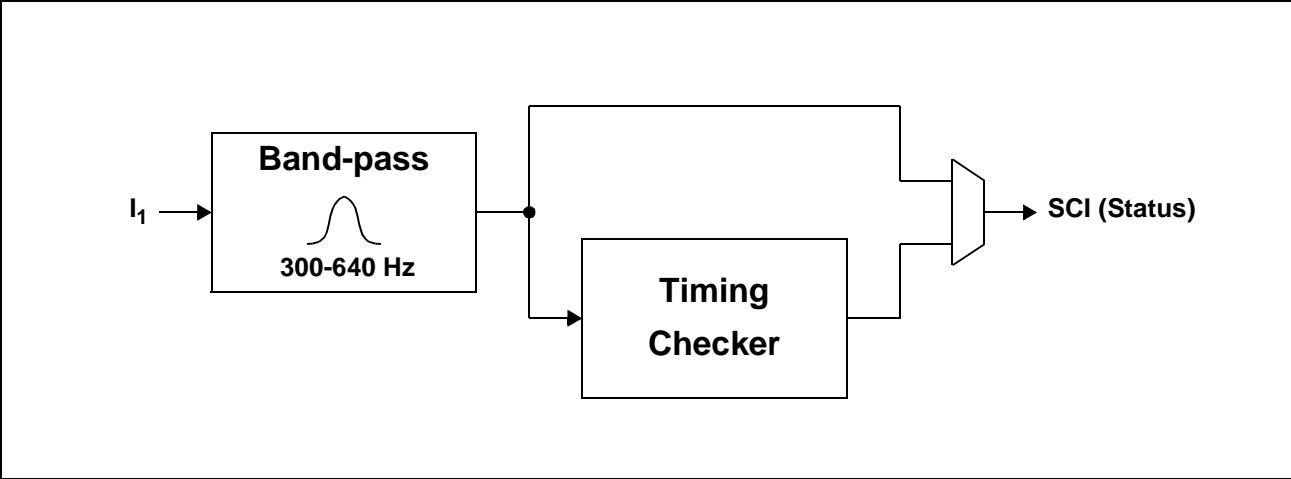 Band-pass
I1
300-640 Hz
SCI (Status)
Timing
Checker